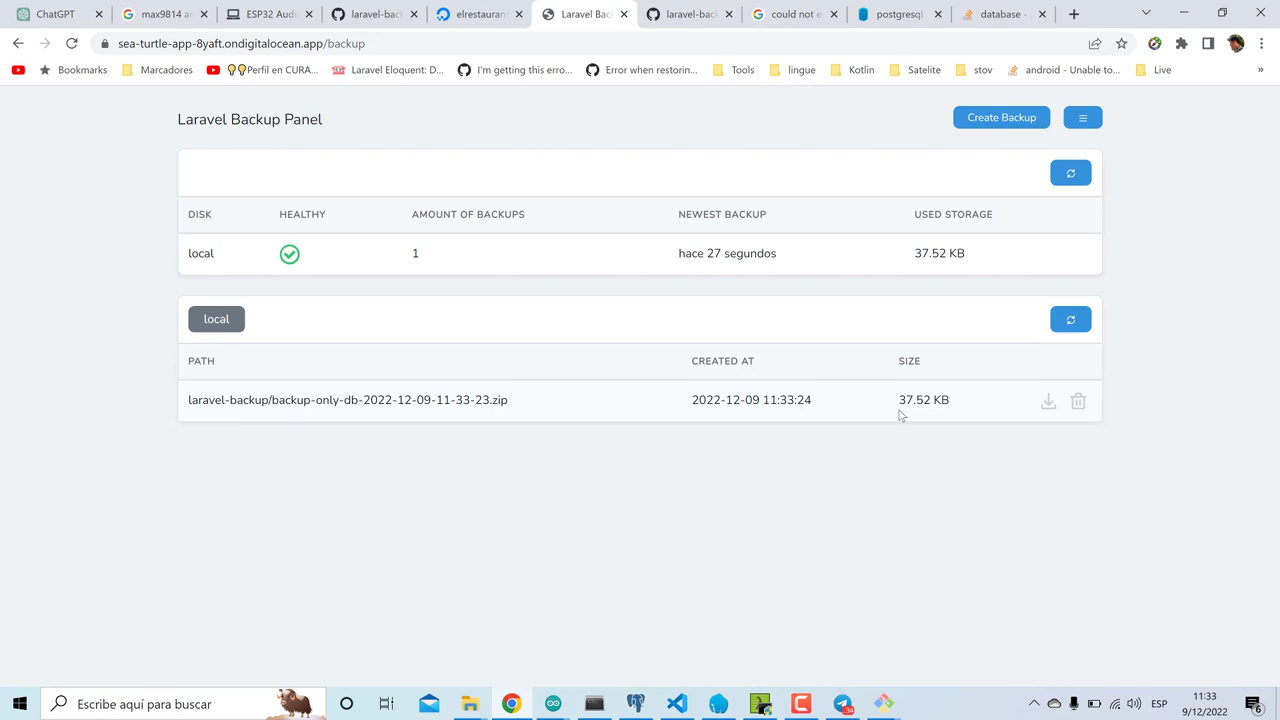 ChatGPT
max9814 a
ESP32 Aud
laravel-back
elrestauran
Laravel Bac
laravel-bac
could not e
postgresql
database -
sea-turtle-app-8yaft.ondigitalocean.app/backup
Bookmarks
Marcadores
Perfil en CURA...
Laravel Eloquent: D...
I'm getting this erro...
Error when restorin...
Tools
lingue
Kotlin
Satelite
stov
android - Unable to...
Live
»
Laravel Backup Panel
Create Backup
DISK HEALTHY AMOUNT OF BACKUPS NEWEST BACKUP USED STORAGE
local 1 hace 27 segundos 37.52 KB
local
PATH CREATED AT SIZE
laravel-backup/backup-only-db-2022-12-09-11-33-23.zip 2022-12-09 11:33:24 37.52 KB
Escribe aquí para buscar
34
ESP
11:33
9/12/2022
6